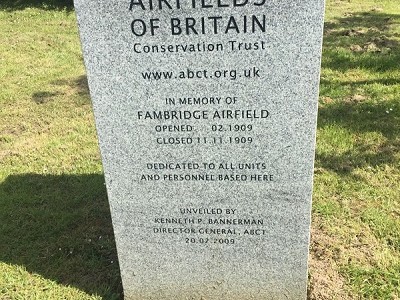 AIRFIELDS
OF BRITAIN
Conservation Trust
www.abct.org.uk
IN MEMORY OF
FAMBRIDGE AIRFIELD
OPENED 02.1909
CLOSED 11.11.1909
DEDICATED TO ALL UNITS
AND PERSONNEL BASED HERE
UNVEILED BY
KENNETH P. BANNERMAN
DIRECTOR GENERAL, ABCT
20.02.2009